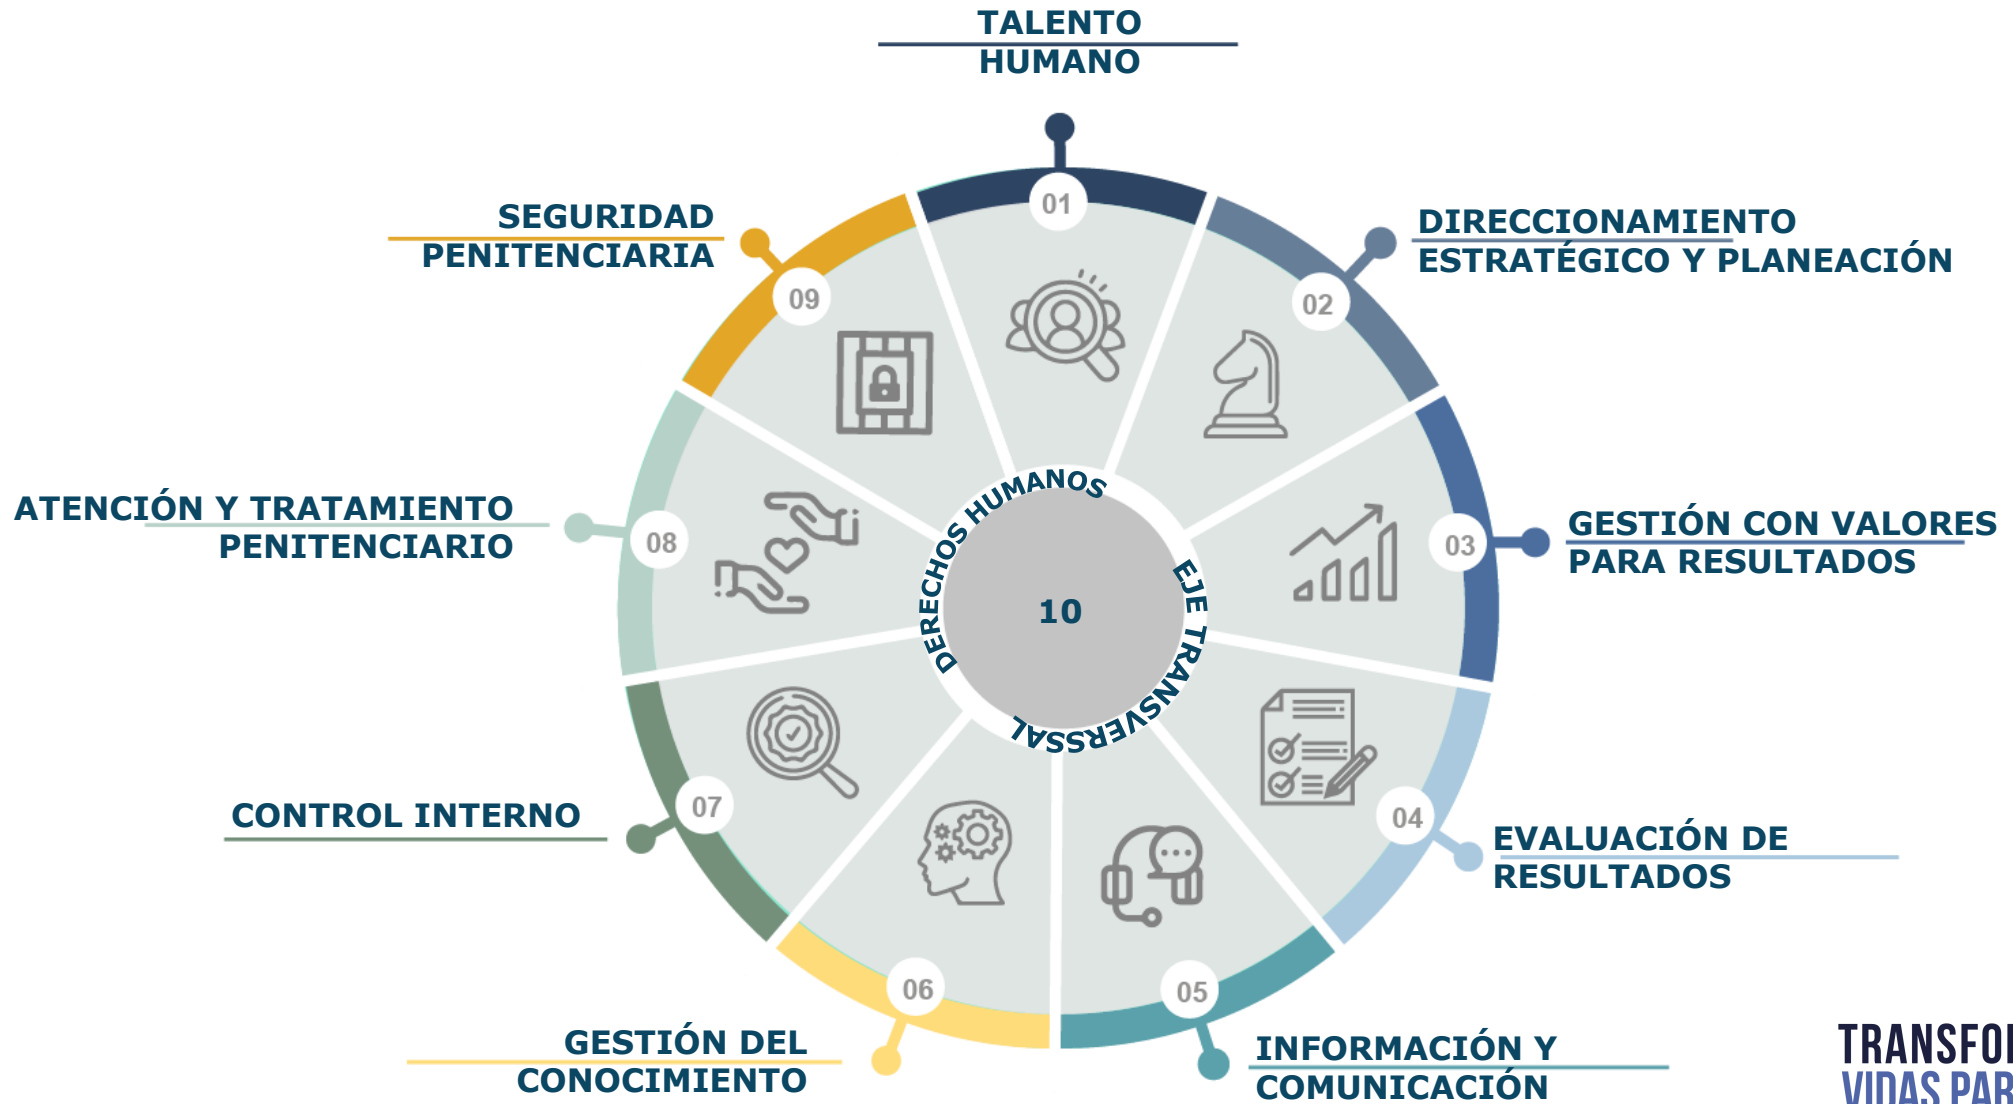 TALENTO
HUMANO
01
DIRECCIONAMIENTO
ESTRATÉGICO Y PLANEACIÓN
02
GESTIÓN CON VALORES
PARA RESULTADOS
03
EVALUACIÓN DE
RESULTADOS
04
INFORMACIÓN Y
COMUNICACIÓN
05
GESTIÓN DEL
CONOCIMIENTO
06
CONTROL INTERNO
07
ATENCIÓN Y TRATAMIENTO
PENITENCIARIO
08
SEGURIDAD
PENITENCIARIA
09
DERECHOS HUMANOS
EJE TRANSVERSSAL
10
VIDAS